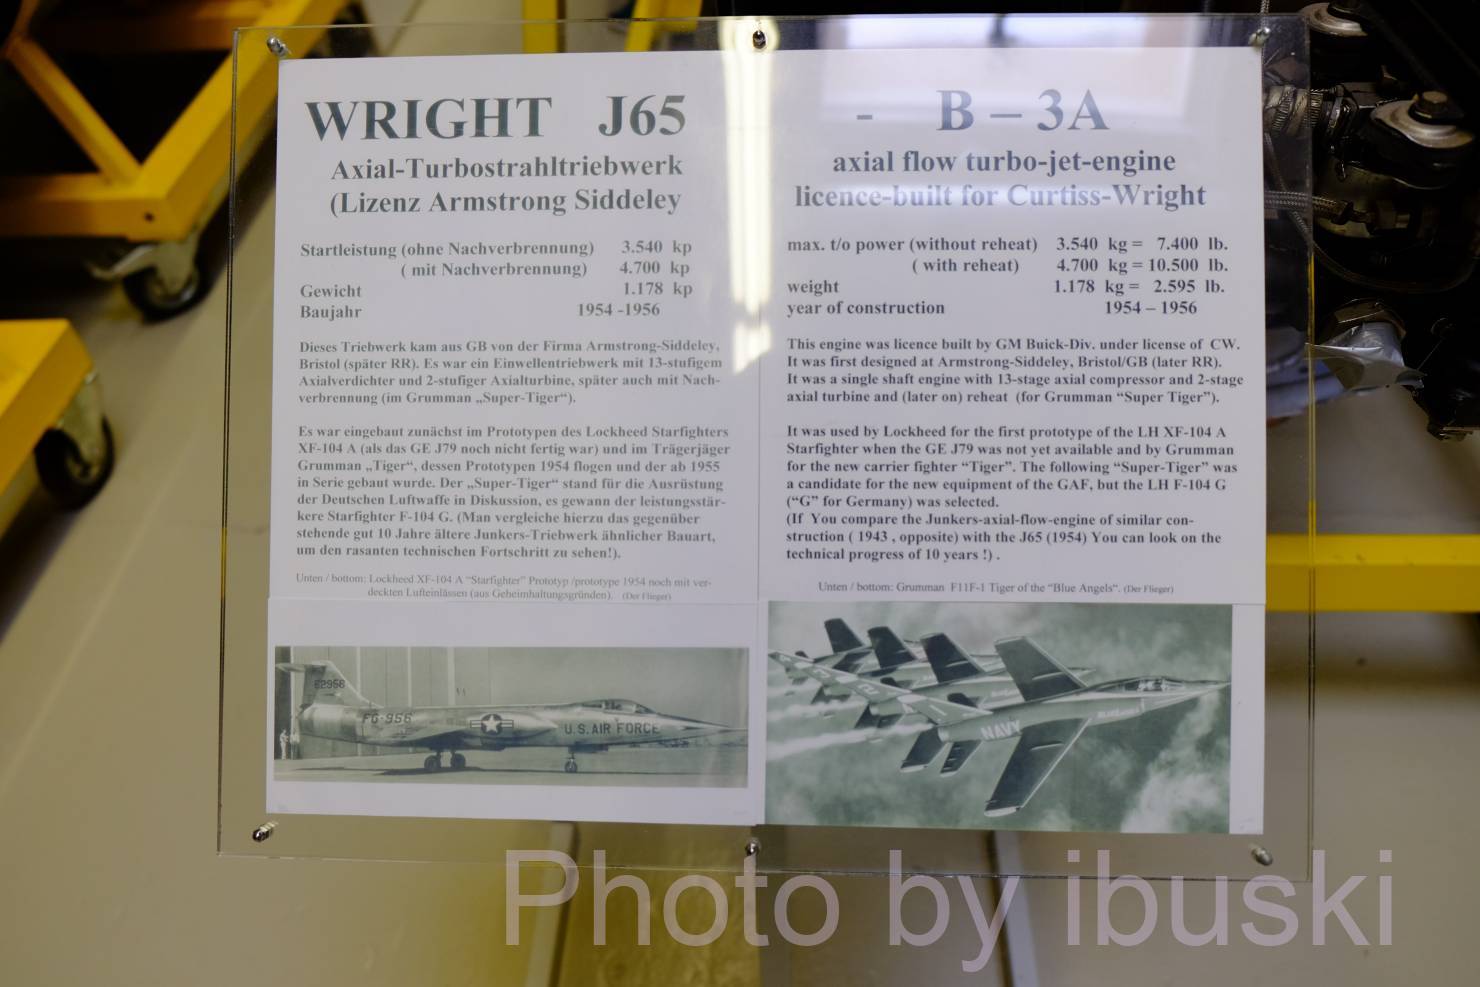 WRIGHT J65 - B – 3A
Axial-Turbostrahltriebwerk
(Lizenz Armstrong Siddeley
Startleistung (ohne Nachverbrennung) 3.540 kp
( mit Nachverbrennung) 4.700 kp
Gewicht 1.178 kp
Baujahr 1954 -1956
Dieses Triebwerk kam aus GB von der Firma Armstrong-Siddeley,
Bristol (später RR). Es war ein Einwellentriebwerk mit 13-stufigem
Axialverdichter und 2-stufiger Axialturbine, später auch mit Nach-
verbrennung (im Grumman „Super-Tiger“).
Es war eingebaut zunächst im Prototypen des Lockheed Starfighters
XF-104 A (als das GE J79 noch nicht fertig war) und im Trägerjäger
Grumman „Tiger“, dessen Prototypen 1954 flogen und der ab 1955
in Serie gebaut wurde. Der „Super-Tiger“ stand für die Ausrüstung
der Deutschen Luftwaffe in Diskussion, es gewann der leistungsstär-
kere Starfighter F-104 G. (Man vergleiche hierzu das gegenüber
stehende gut 10 Jahre ältere Junkers-Triebwerk ähnlicher Bauart,
um den rasanten technischen Fortschritt zu sehen!).
Unten / bottom: Lockheed XF-104 A “Starfighter” Prototyp /prototype 1954 noch mit ver-
deckten Lufteinlässen (aus Geheimhaltungsgründen). (Der Flieger)
62956
FG-956
U.S. AIR FORCE
axial flow turbo-jet-engine
licence-built for Curtiss-Wright
max. t/o power (without reheat) 3.540 kg = 7.400 lb.
( with reheat) 4.700 kg = 10.500 lb.
weight 1.178 kg = 2.595 lb.
year of construction 1954 – 1956
This engine was licence built by GM Buick-Div. under license of CW.
It was first designed at Armstrong-Siddeley, Bristol/GB (later RR).
It was a single shaft engine with 13-stage axial compressor and 2-stage
axial turbine and (later on) reheat (for Grumman “Super Tiger”).
It was used by Lockheed for the first prototype of the LH XF-104 A
Starfighter when the GE J79 was not yet available and by Grumman
for the new carrier fighter “Tiger”. The following “Super-Tiger” was
a candidate for the new equipment of the GAF, but the LH F-104 G
(“G” for Germany) was selected.
(If You compare the Junkers-axial-flow-engine of similar con-
struction ( 1943 , opposite) with the J65 (1954) You can look on the
technical progress of 10 years !) .
Unten / bottom: Grumman F11F-1 Tiger of the “Blue Angels“. (Der Flieger)
NAVY
Photo by ibuski